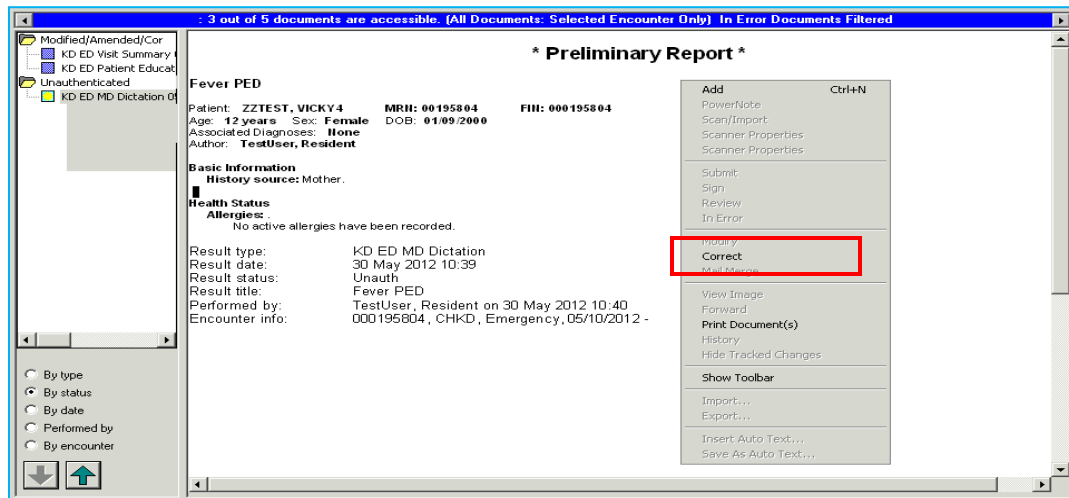 : 3 out of 5 documents are accessible. (All Documents: Selected Encounter Only) In Error Documents Filtered
Modified/Amended/Cor
KD ED Visit Summary
KD ED Patient Educat
Unauthenticated
KD ED MD Dictation 05
By type
By status
By date
Performed by
By encounter
* Preliminary Report *
Fever PED
Patient: ZZTEST, VICKY4 MRN: 00195804 FIN: 000195804
Age: 12 years Sex: Female DOB: 01/09/2000
Associated Diagnoses: None
Author: TestUser, Resident
Basic Information
History source: Mother.
Health Status
Allergies: .
No active allergies have been recorded.
Result type: KD ED MD Dictation
Result date: 30 May 2012 10:39
Result status: Unauth
Result title: Fever PED
Performed by: TestUser, Resident on 30 May 2012 10:40
Encounter info: 000195804, CHKD, Emergency, 05/10/2012 -
Add Ctrl+N
PowerNote
Scan/Import
Scanner Properties
Scanner Properties
Submit
Sign
Review
In Error
Modify
Correct
Mail Merge
View Image
Forward
Print Document(s)
History
Hide Tracked Changes
Show Toolbar
Import...
Export...
Insert Auto Text...
Save As Auto Text...